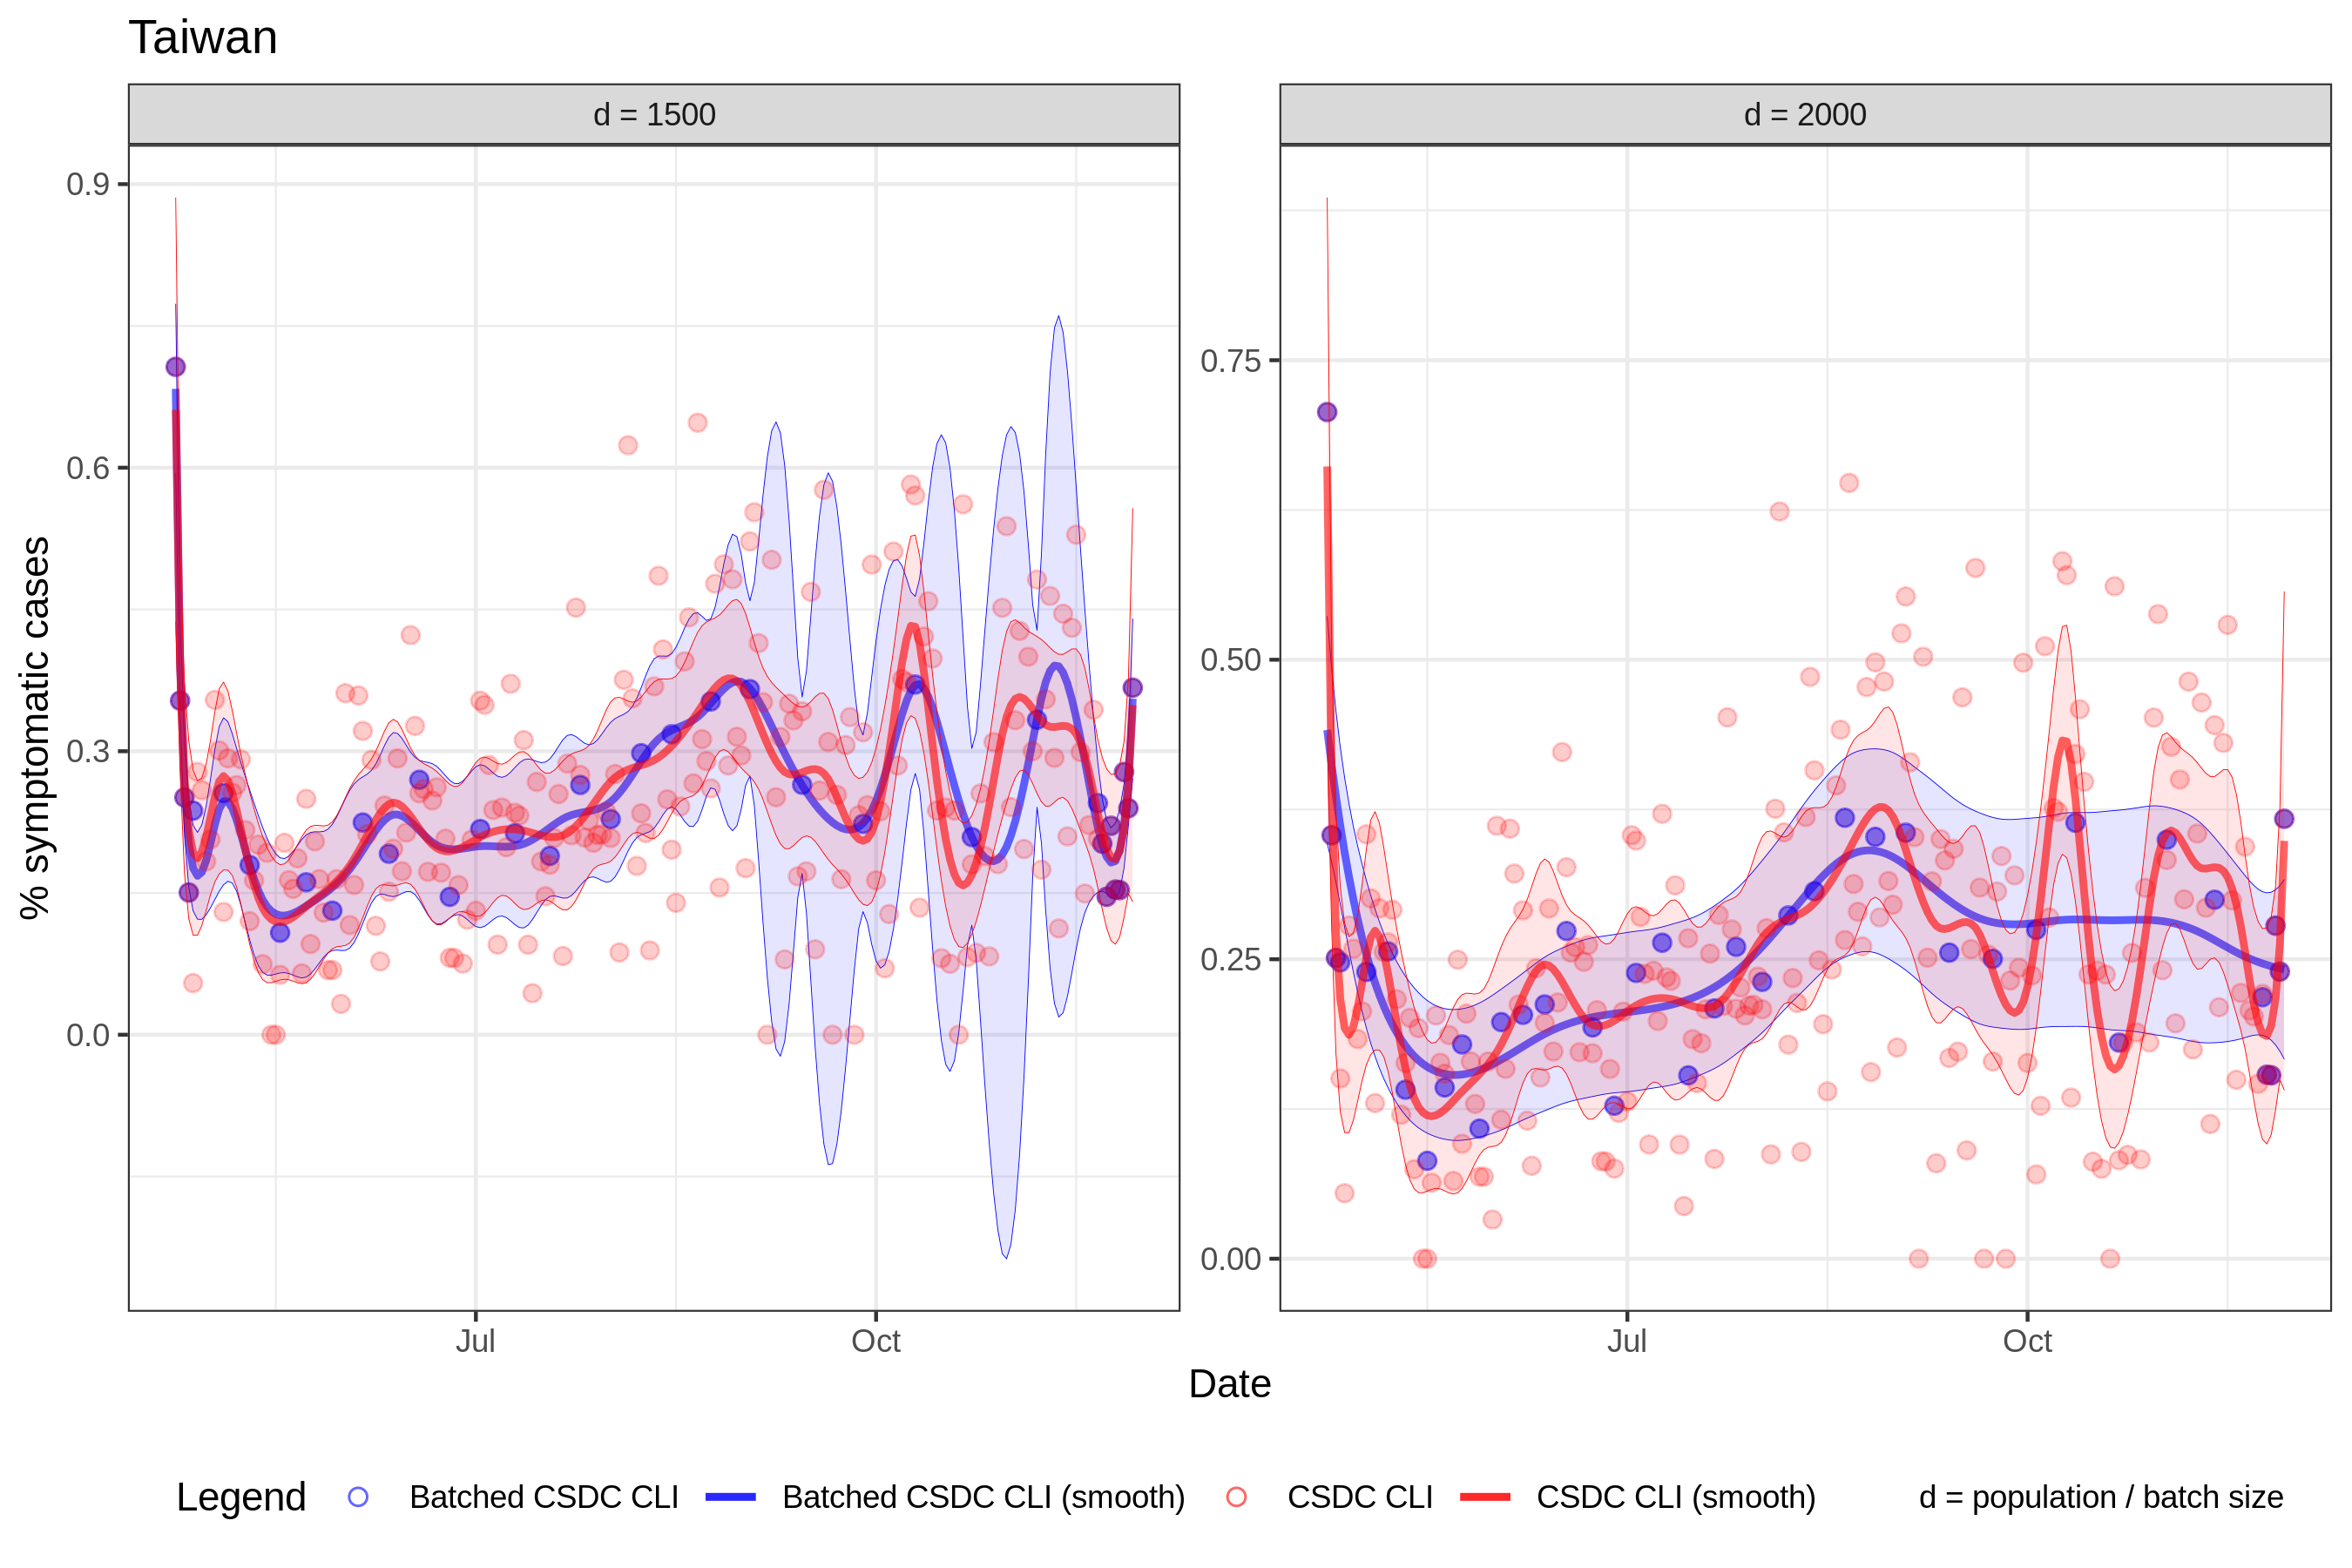 Taiwan
d = 1500
d = 2000
% symptomatic cases
0.9
0.6
0.3
0.0
0.75
0.50
0.25
0.00
Jul
Oct
Jul
Oct
Date
Legend
Batched CSDC CLI
Batched CSDC CLI (smooth)
CSDC CLI
CSDC CLI (smooth)
d = population / batch size